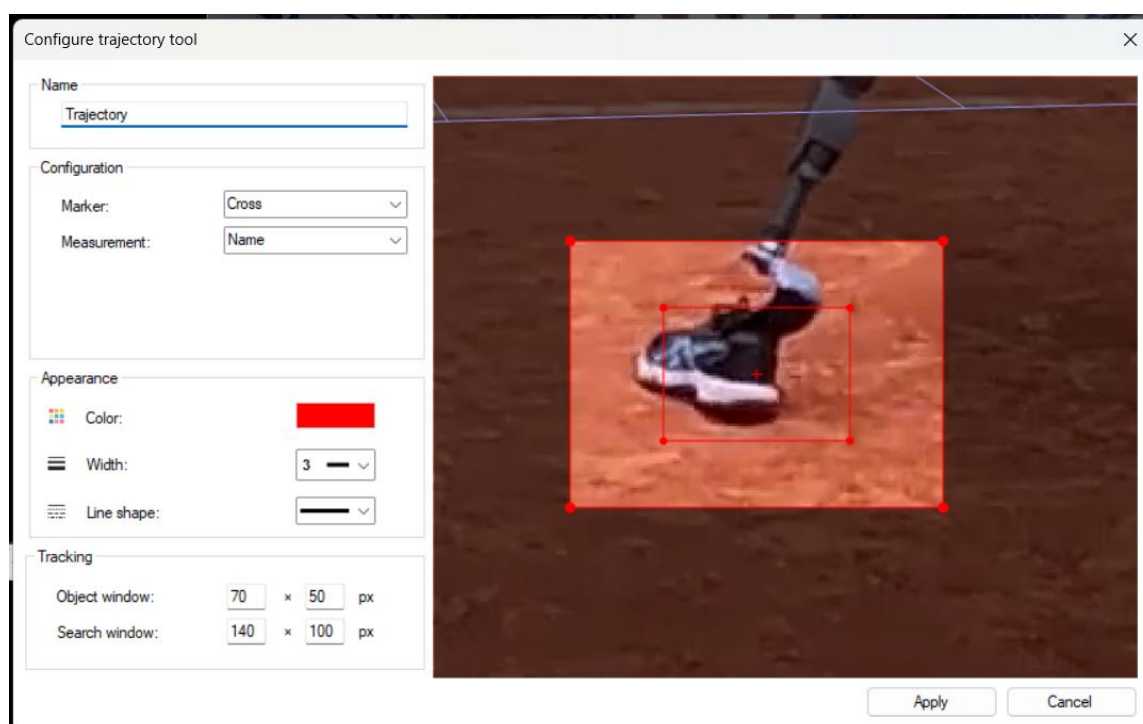 Configure trajectory tool
Name
Trajectory
Configuration
Marker:
Cross
Measurement:
Name
Appearance
Color:
Width:
3
Line shape:
Tracking
Object window:
70 × 50 px
Search window:
140 × 100 px
Apply
Cancel